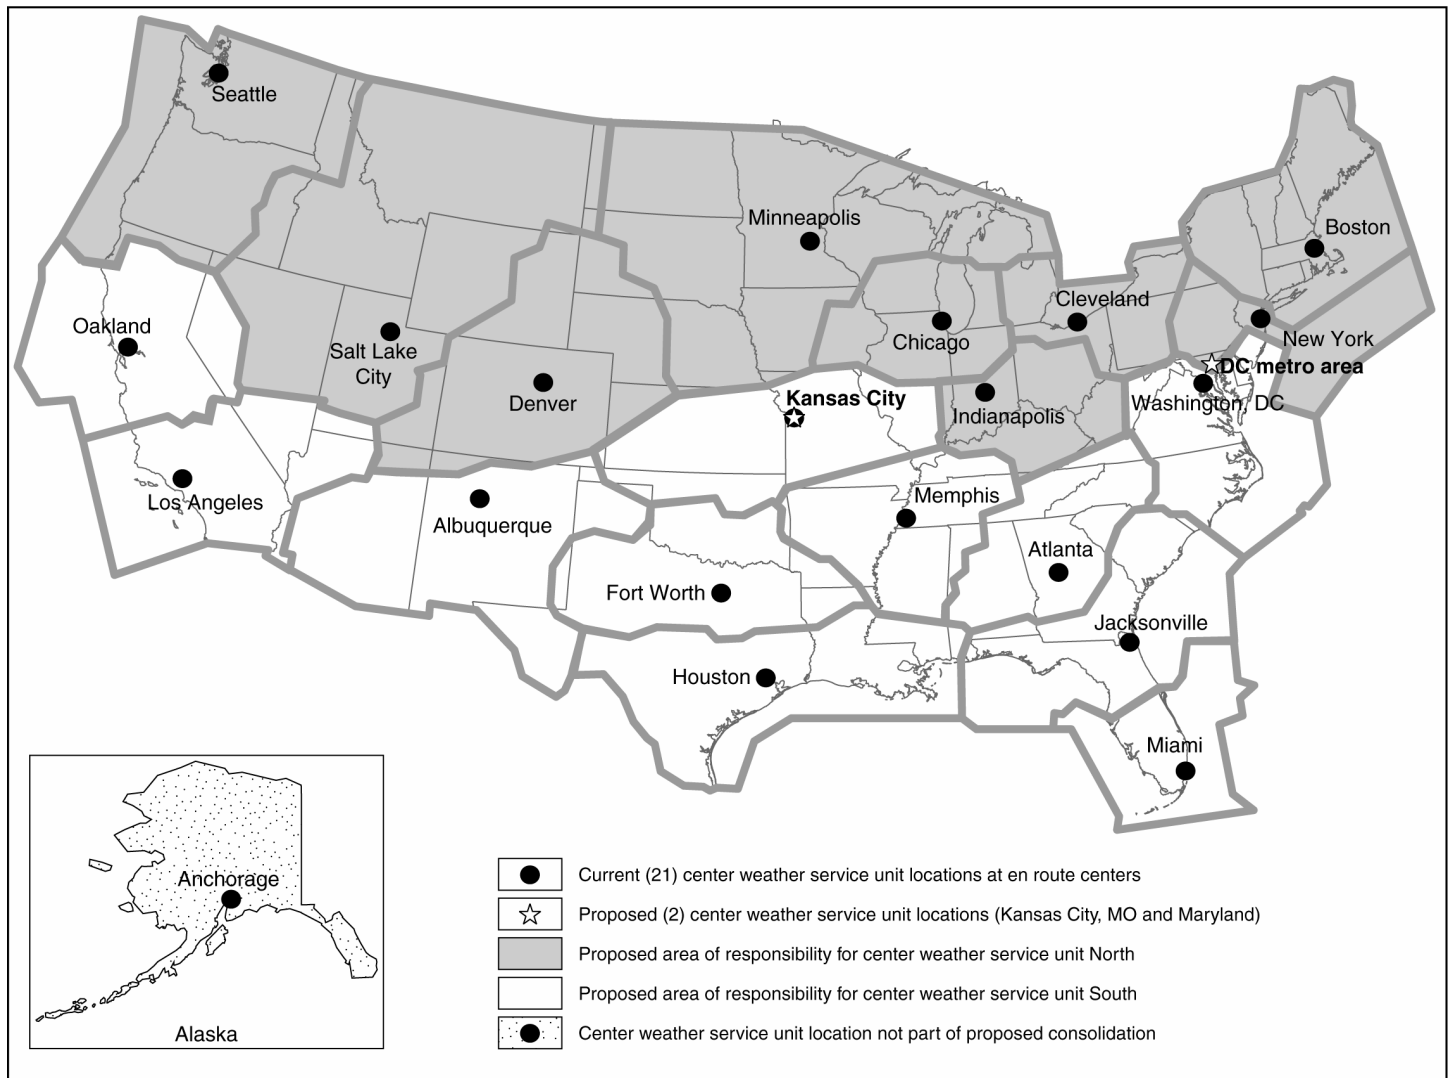 Seattle
Minneapolis
Boston
Oakland
Cleveland
Salt Lake
City
Chicago
New York
DC metro area
Denver
Kansas City
Indianapolis
Washington, DC
Los Angeles
Albuquerque
Memphis
Atlanta
Fort Worth
Jacksonville
Houston
Miami
Anchorage
Alaska
Current (21) center weather service unit locations at en route centers
Proposed (2) center weather service unit locations (Kansas City, MO and Maryland)
Proposed area of responsibility for center weather service unit North
Proposed area of responsibility for center weather service unit South
Center weather service unit location not part of proposed consolidation